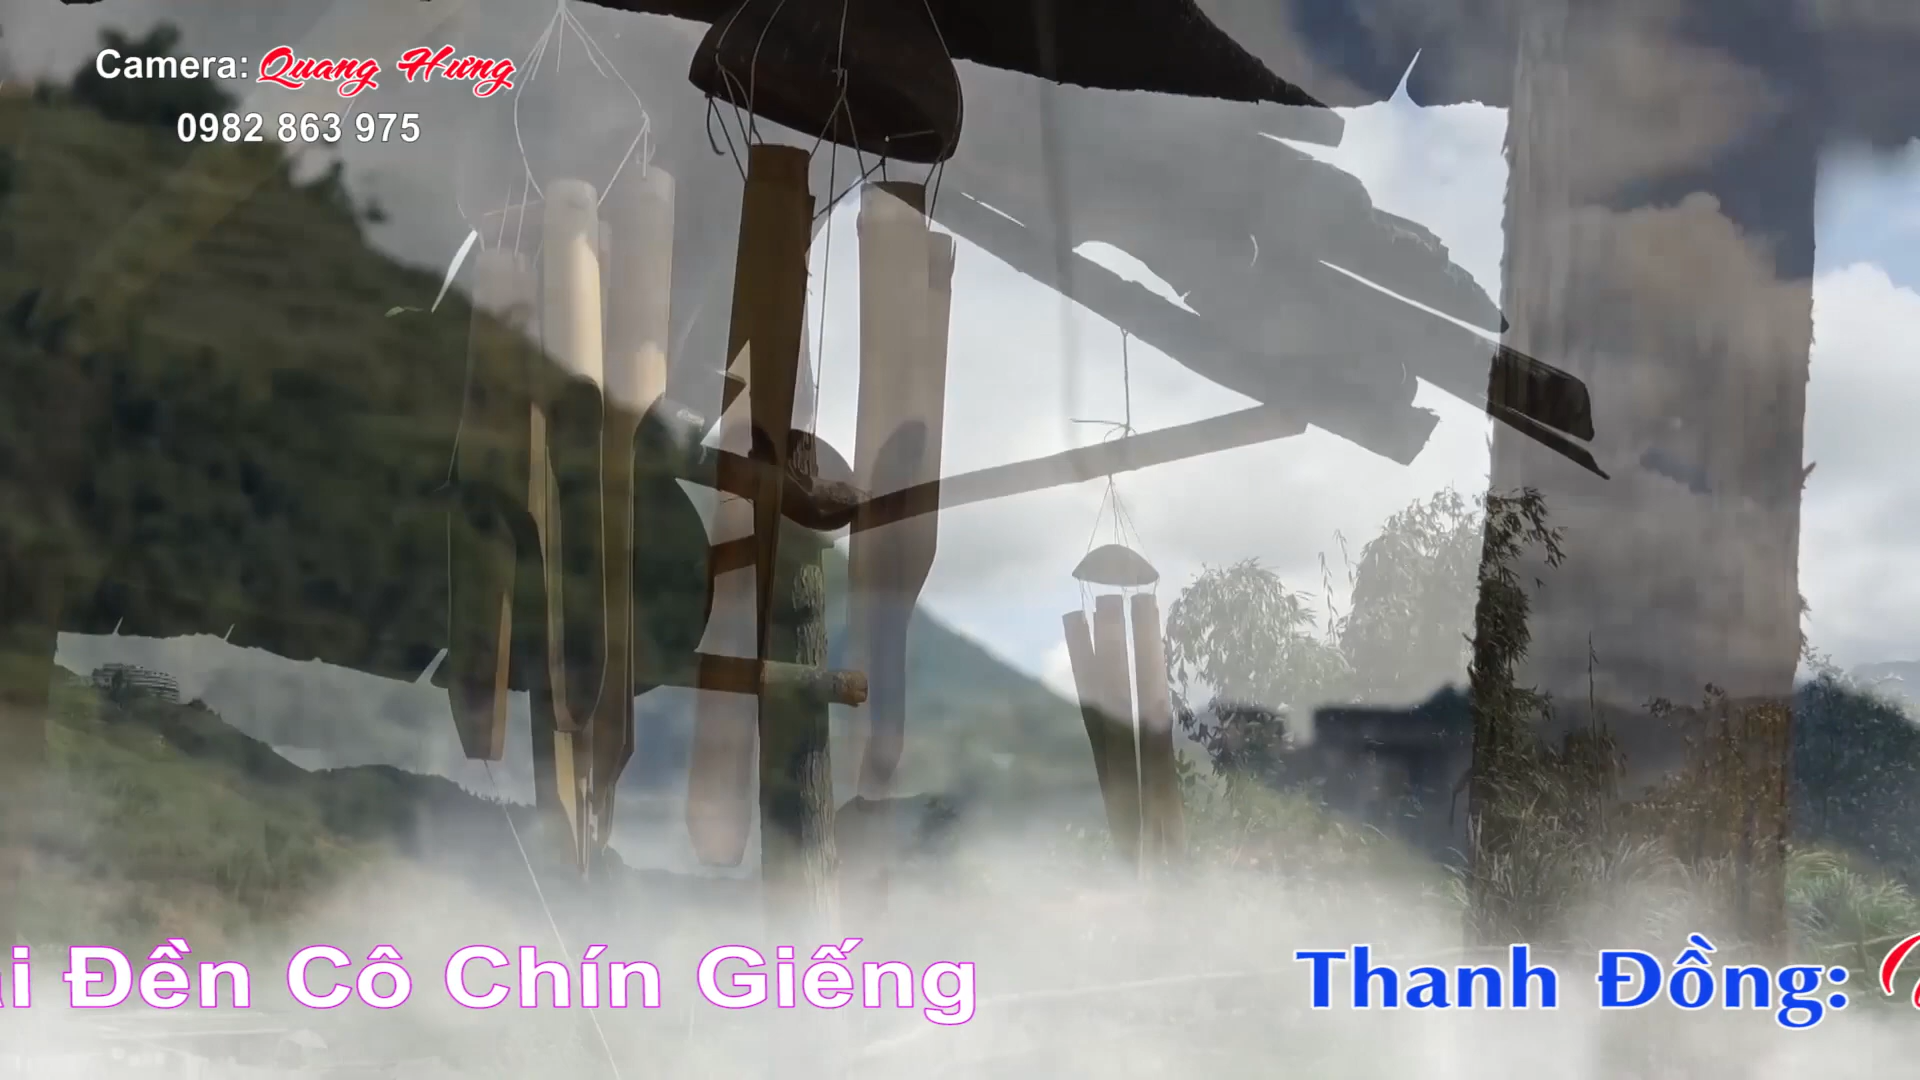 Camera: Quang Hưng
0982 863 975
Đền Cô Chín Giếng
Thanh Đồng: